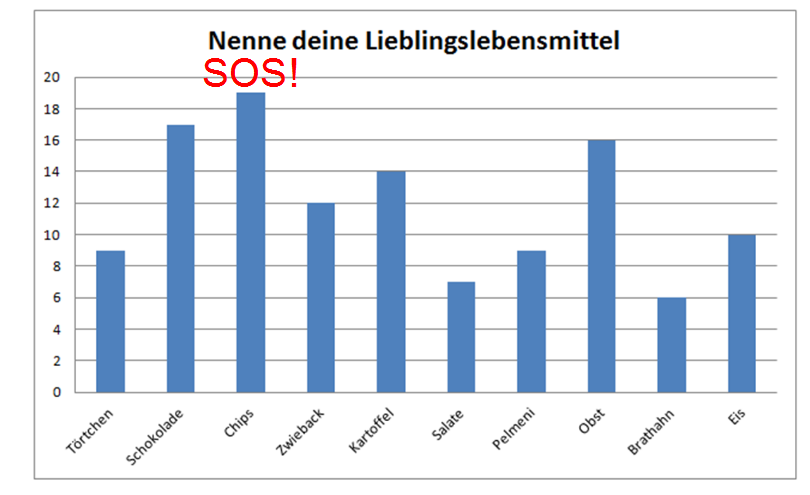 Nenne deine Lieblingslebensmittel
SOS!
20
18
16
14
12
10
8
6
4
2
0
Törtchen
Schokolade
Chips
Zwieback
Kartoffel
Salate
Pelmeni
Obst
Brathahn
Eis